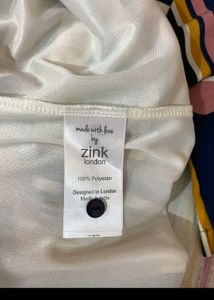 made with love
by
zink
london
100% Polyester
Designed in London
Made in India